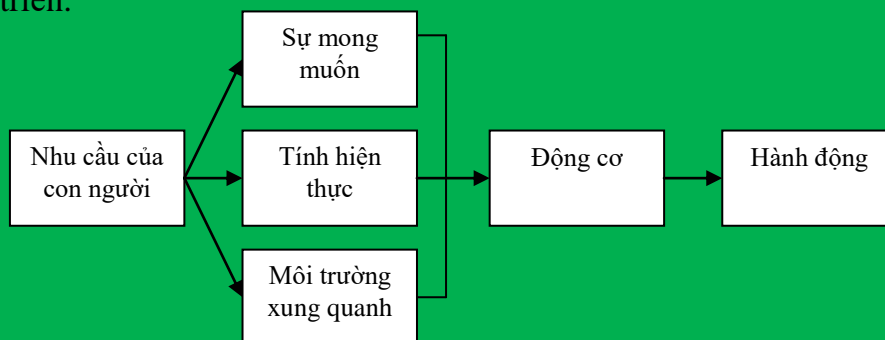 triển.
Sự mong
muốn
Nhu cầu của
con người
Tính hiện
thực
Động cơ
Hành động
Môi trường
xung quanh